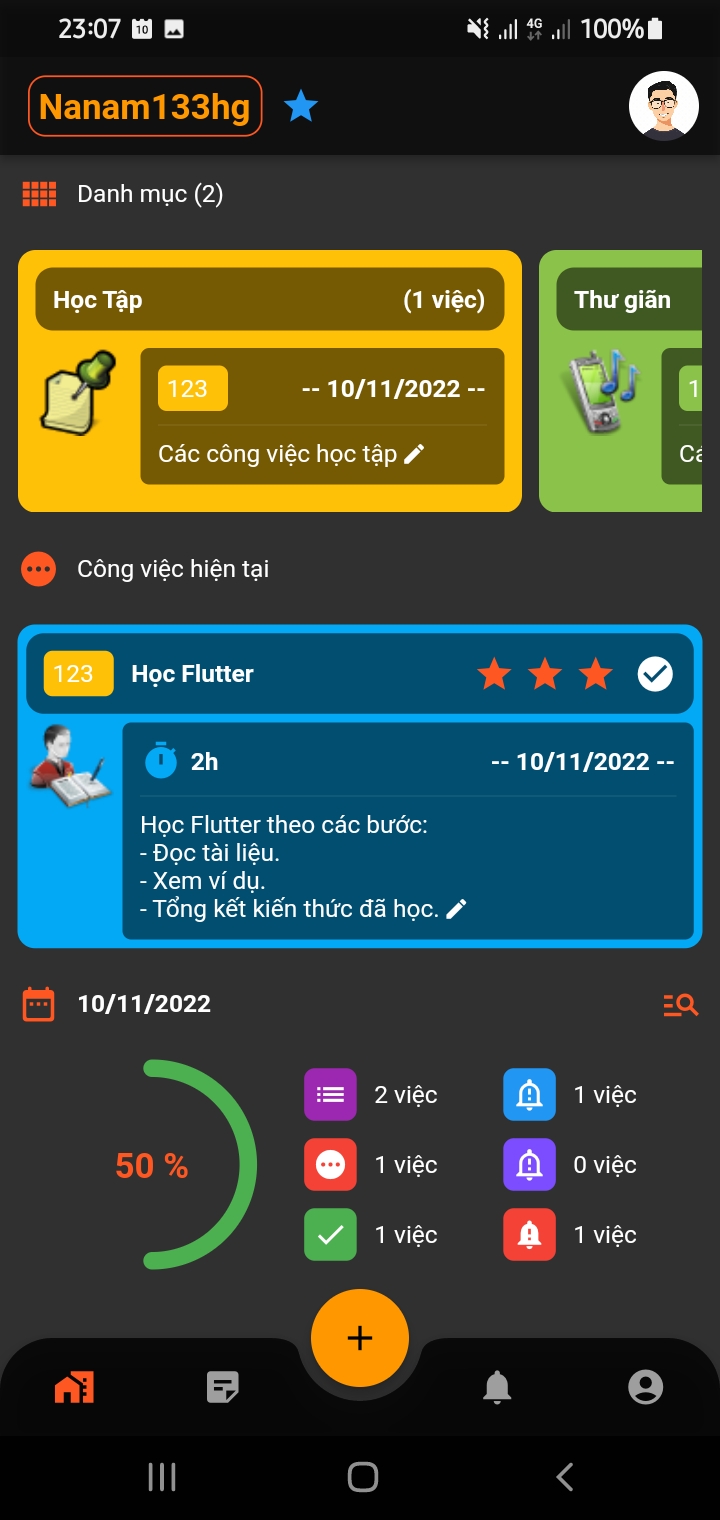 23:07 10 4G 100%
Nanam133hg
Danh mục (2)
Học Tập (1 việc)
123 -- 10/11/2022 --
Các công việc học tập
Thư giãn
1
Cá
Công việc hiện tại
123 Học Flutter
2h -- 10/11/2022 --
Học Flutter theo các bước:
- Đọc tài liệu.
- Xem ví dụ.
- Tổng kết kiến thức đã học.
10/11/2022
50 %
2 việc 1 việc
1 việc 0 việc
1 việc 1 việc